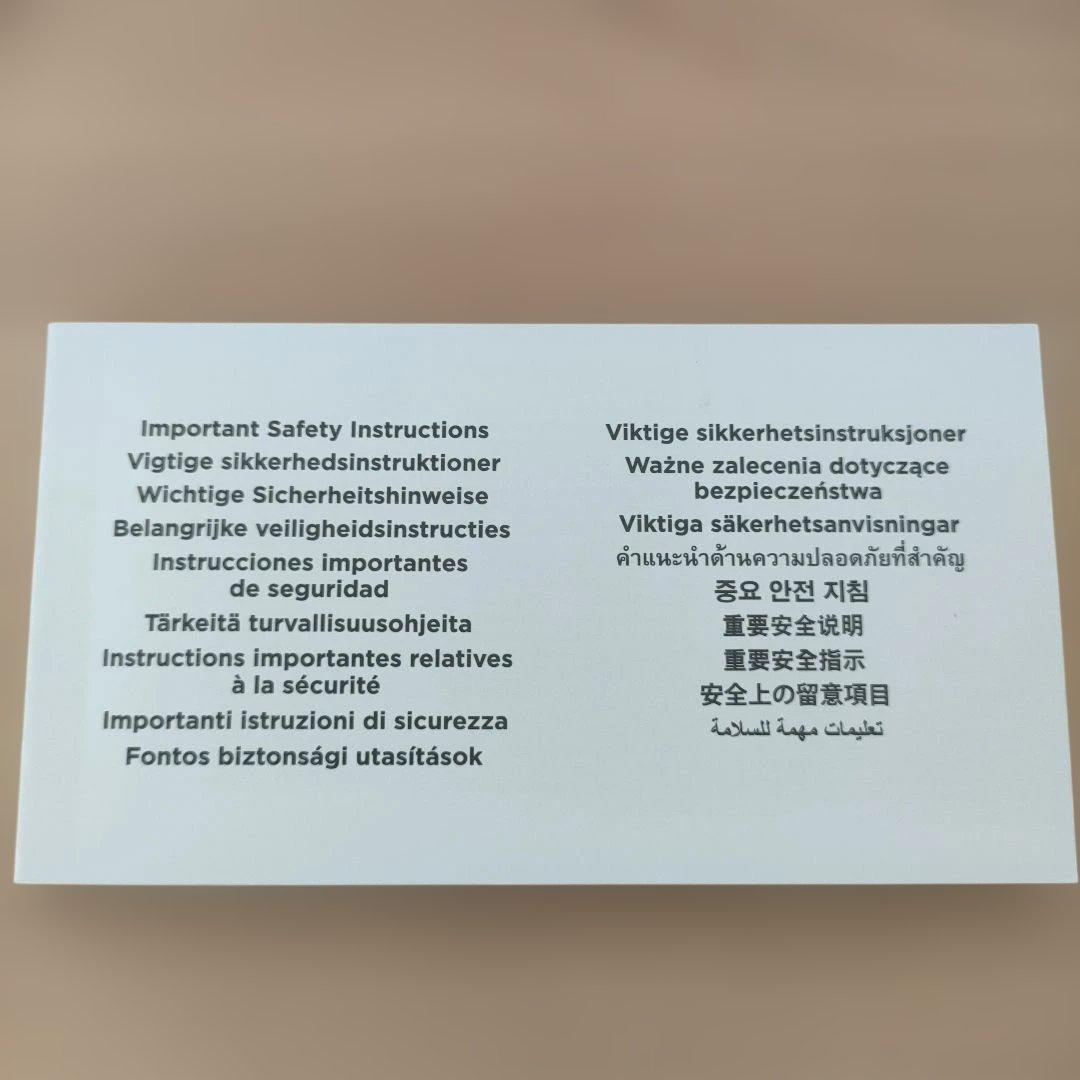 Important Safety Instructions
Vigtige sikkerhedsinstruktioner
Wichtige Sicherheitshinweise
Belangrijke veiligheidsinstructies
Instrucciones importantes
de seguridad
Tärkeitä turvallisuusohjeita
Instructions importantes relatives
à la sécurité
Importanti istruzioni di sicurezza
Fontos biztonsági utasítások
Viktige sikkerhetsinstruksjoner
Ważne zalecenia dotyczące
bezpieczeństwa
Viktiga säkerhetsanvisningar
คำแนะนำด้านความปลอดภัยที่สำคัญ
중요 안전 지침
重要安全说明
重要安全指示
安全上の留意項目
تعليمات مهمة للسلامة